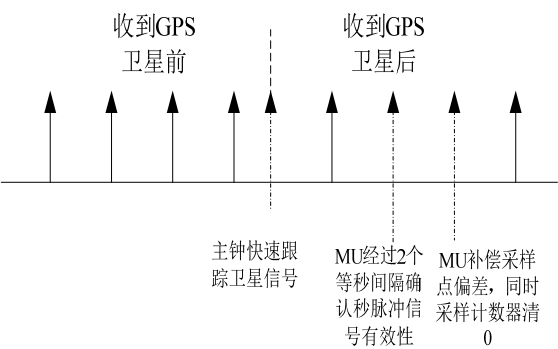 收到GPS
卫星前
收到GPS
卫星后
主钟快速跟
踪卫星信号
MU经过2个
等秒间隔确
认秒脉冲信
号有效性
MU补偿采样
点偏差，同时
采样计数器清
0